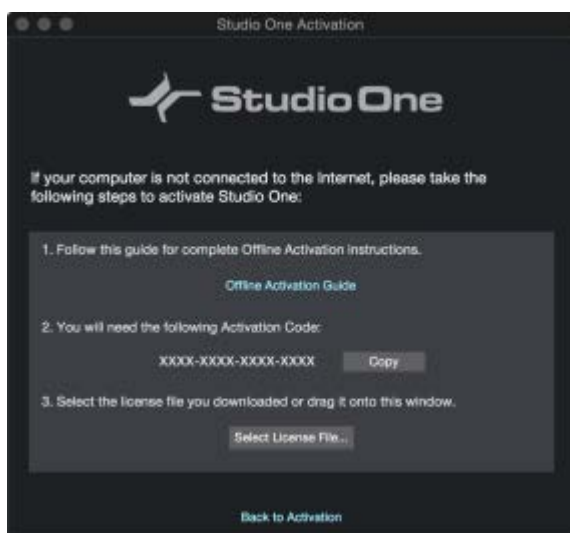 Studio One Activation
Studio One
If your computer is not connected to the Internet, please take the
following steps to activate Studio One:
1. Follow this guide for complete Offline Activation instructions.
Offline Activation Guide
2. You will need the following Activation Code:
XXXX-XXXX-XXXX-XXXX Copy
3. Select the license file you downloaded or drag it onto this window.
Select License File...
Back to Activation